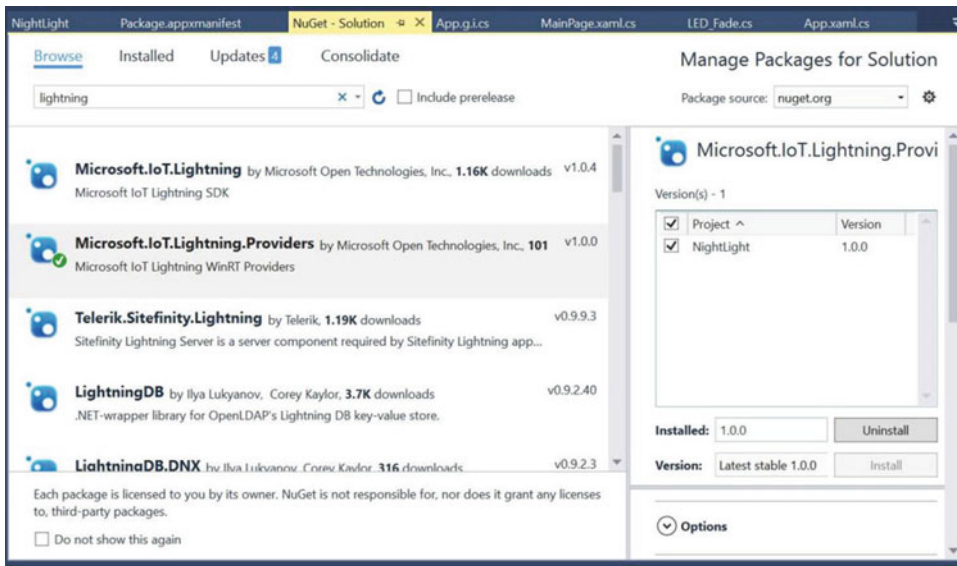 NightLight Package.appxmanifest NuGet - Solution App.g.i.cs MainPage.xaml.cs LED_Fade.cs App.xaml.cs
Browse Installed Updates 4 Consolidate
Manage Packages for Solution
lightning
Include prerelease
Package source: nuget.org
Microsoft.IoT.Lightning by Microsoft Open Technologies, Inc., 1.16K downloads v1.0.4
Microsoft IoT Lightning SDK
Microsoft.IoT.Lightning.Providers by Microsoft Open Technologies, Inc., 101 v1.0.0
Microsoft IoT Lightning WinRT Providers
Telerik.Sitefinity.Lightning by Telerik, 1.19K downloads v0.9.9.3
Sitefinity Lightning Server is a server component required by Sitefinity Lightning app...
LightningDB by Ilya Lukyanov, Corey Kaylor, 3.7K downloads v0.9.2.40
.NET-wrapper library for OpenLDAP's Lightning DB key-value store.
LightningDB.DNX by Ilya Lukyanov, Corey Kaylor, 316 downloads v0.9.2.3
Each package is licensed to you by its owner. NuGet is not responsible for, nor does it grant any licenses
to, third-party packages.
Do not show this again
Microsoft.IoT.Lightning.Provi
Version(s) - 1
Project Version
NightLight 1.0.0
Installed: 1.0.0 Uninstall
Version: Latest stable 1.0.0 Install
Options